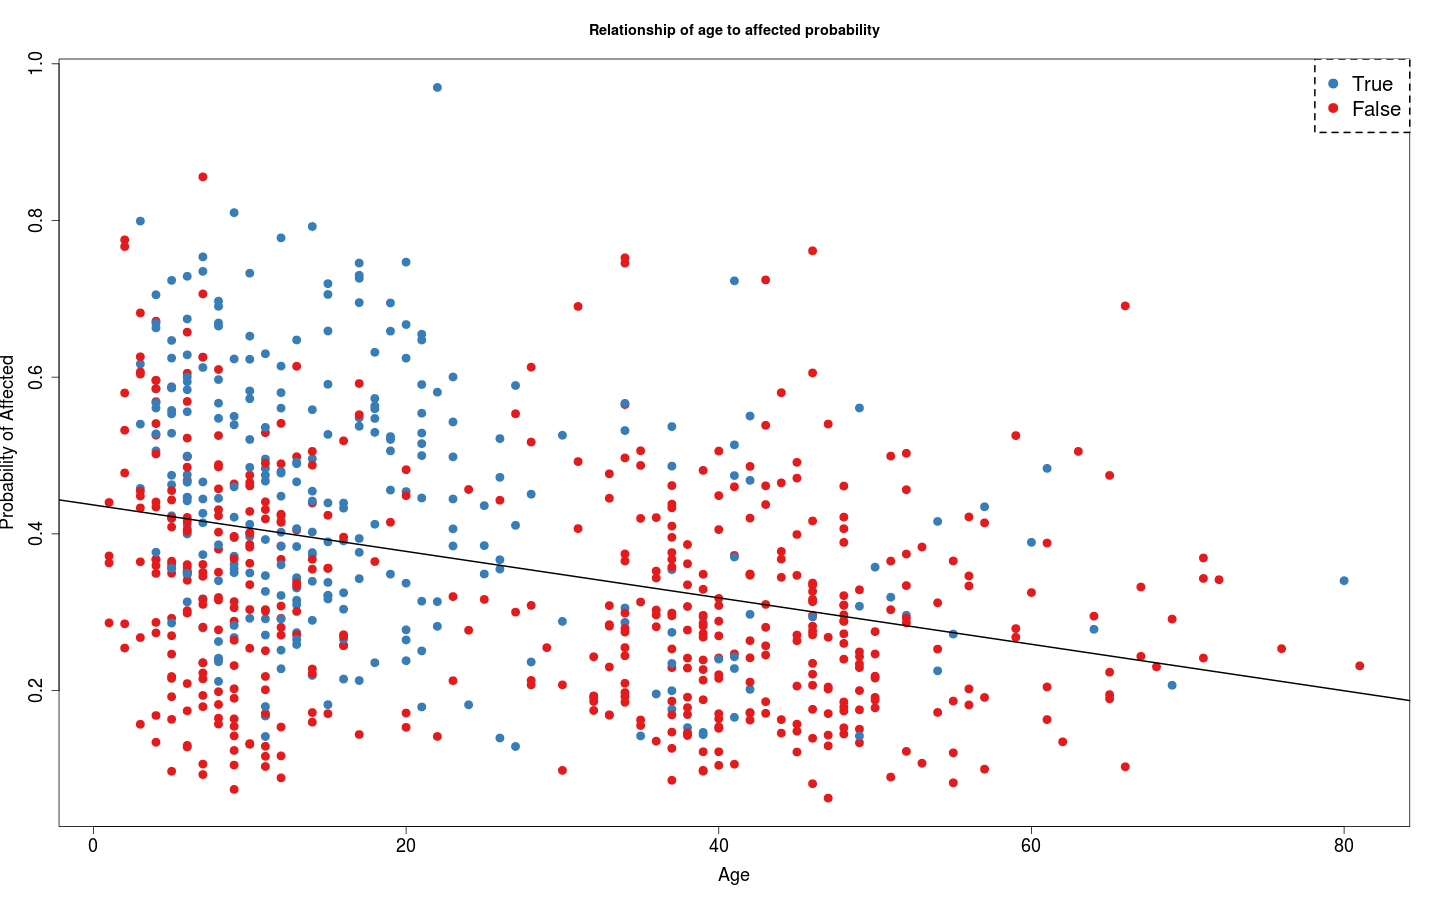 Relationship of age to affected probability
True
False
1.0
0.8
0.6
0.4
0.2
Probability of Affected
0 20 40 60 80
Age